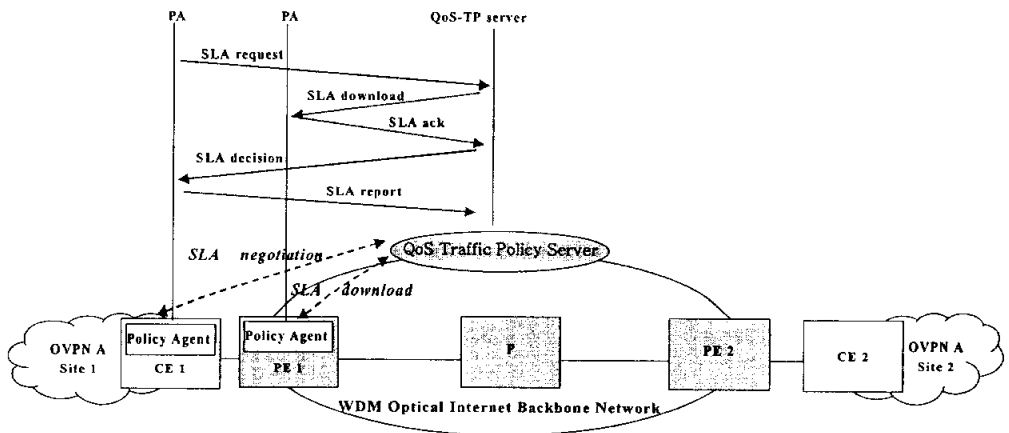 PA
PA
QoS-TP server
SLA request
SLA download
SLA ack
SLA decision
SLA report
QoS Traffic Policy Server
SLA negotiation
SLA download
Policy Agent
Policy Agent
OVPN A
Site 1
CE 1
PE 1
P
PE 2
CE 2
OVPN A
Site 2
WDM Optical Internet Backbone Network